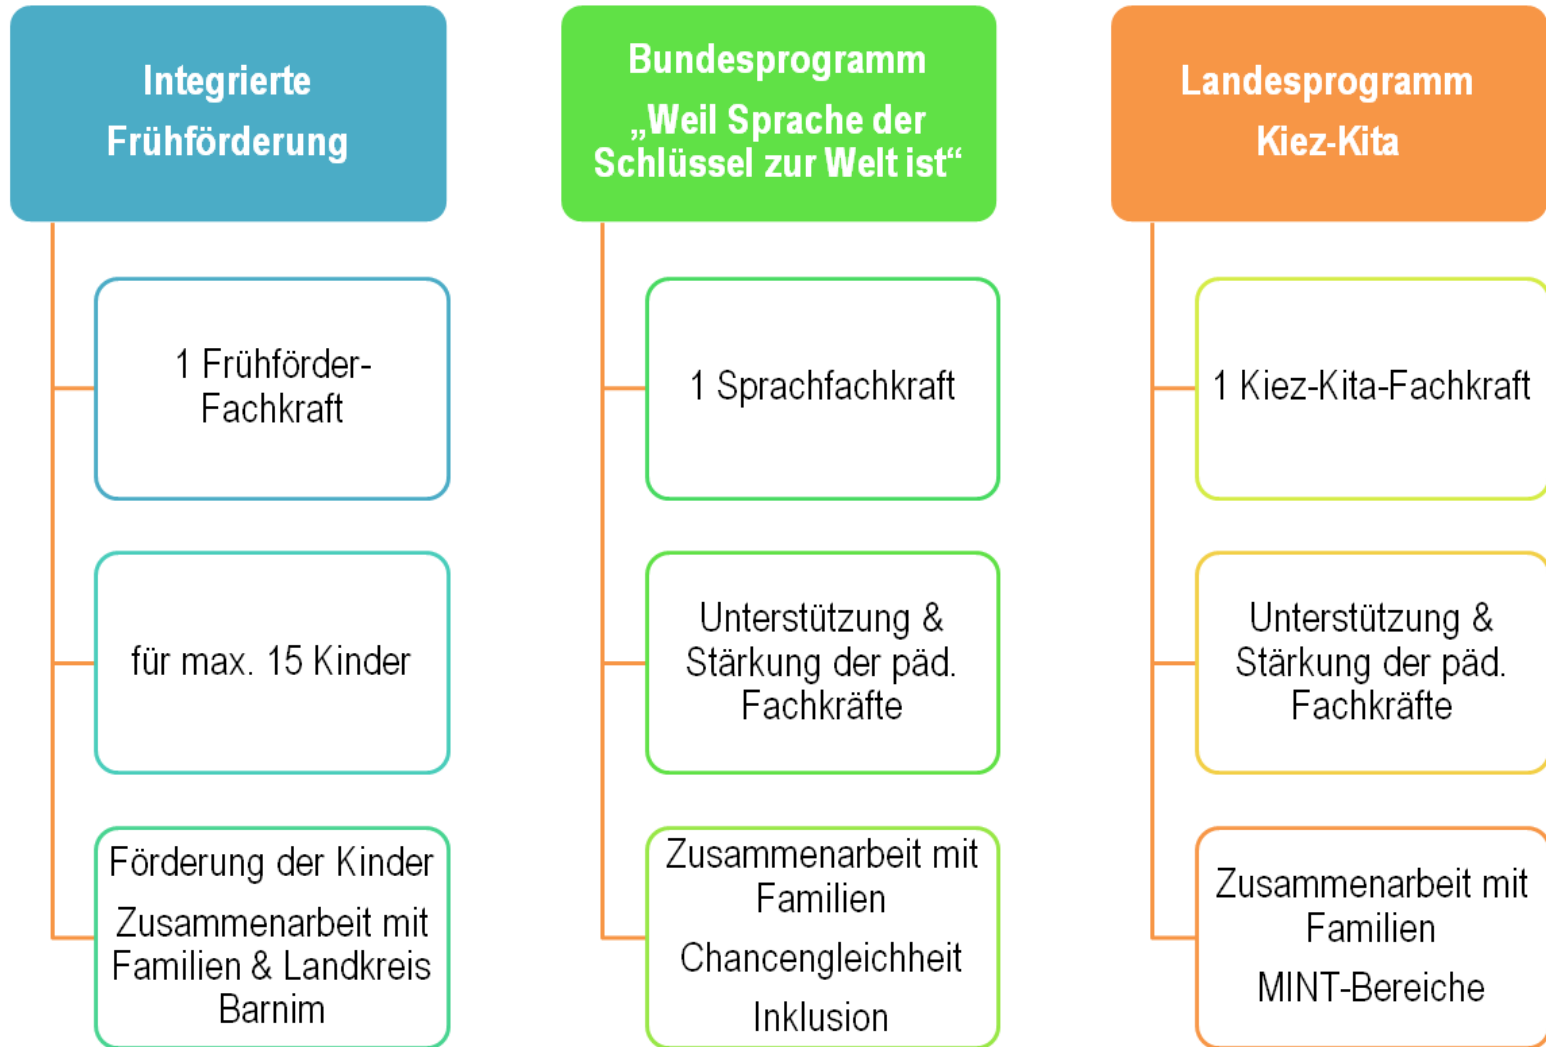 Integrierte
Frühförderung
1 Frühförder-
Fachkraft
für max. 15 Kinder
Förderung der Kinder
Zusammenarbeit mit
Familien & Landkreis
Barnim
Bundesprogramm
„Weil Sprache der
Schlüssel zur Welt ist“
1 Sprachfachkraft
Unterstützung &
Stärkung der päd.
Fachkräfte
Zusammenarbeit mit
Familien
Chancengleichheit
Inklusion
Landesprogramm
Kiez-Kita
1 Kiez-Kita-Fachkraft
Unterstützung &
Stärkung der päd.
Fachkräfte
Zusammenarbeit mit
Familien
MINT-Bereiche